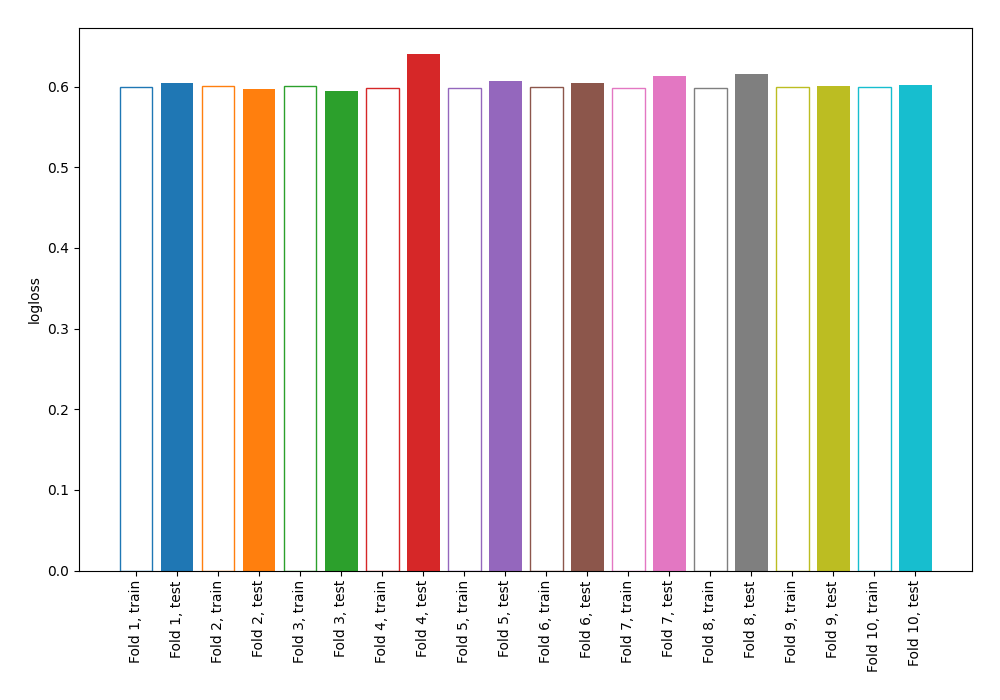 logloss
0.6
0.5
0.4
0.3
0.2
0.1
0.0
Fold 1, train
Fold 1, test
Fold 2, train
Fold 2, test
Fold 3, train
Fold 3, test
Fold 4, train
Fold 4, test
Fold 5, train
Fold 5, test
Fold 6, train
Fold 6, test
Fold 7, train
Fold 7, test
Fold 8, train
Fold 8, test
Fold 9, train
Fold 9, test
Fold 10, train
Fold 10, test